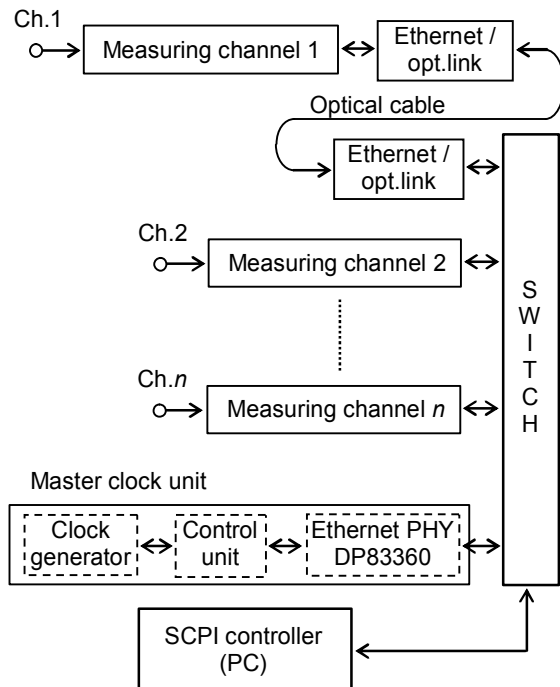 Ch.1
Measuring channel 1
Ethernet /
opt.link
Optical cable
Ethernet /
opt.link
Ch.2
Measuring channel 2
SWITCH
Ch.n
Measuring channel n
Master clock unit
Clock
generator
Control
unit
Ethernet PHY
DP83360
SCPI controller
(PC)